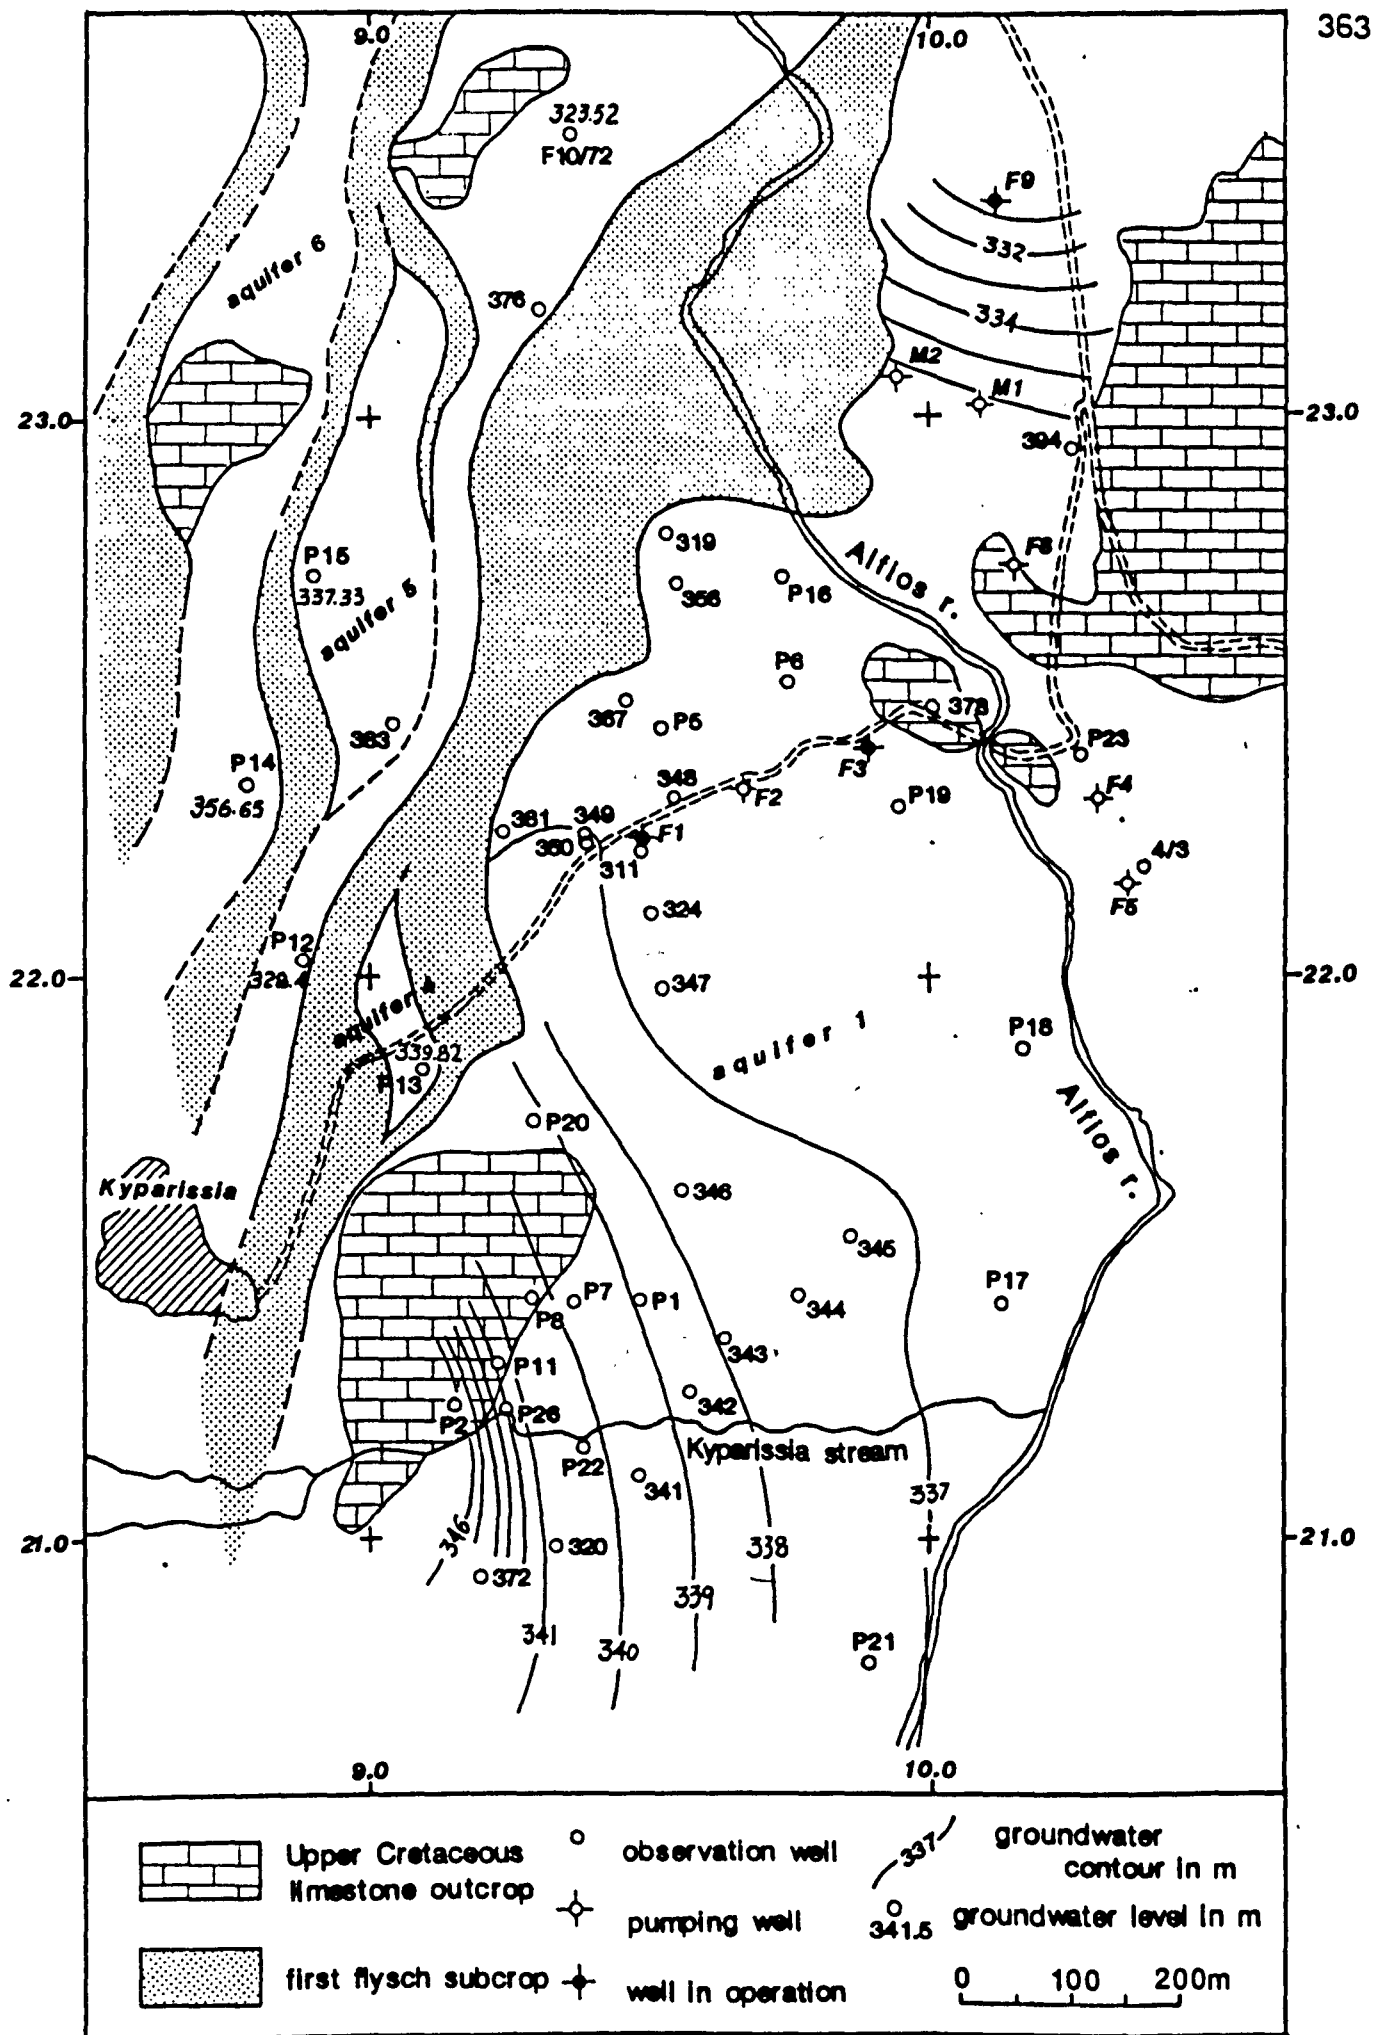 363
9.0
10.0
323.52
F10/72
F9
aquifer 6
332
376
334
M2
M1
23.0
23.0
394
319
P15
337.33
356
P16
Alfios r.
F8
aquifer 5
P6
367
P5
378
383
P23
P14
356.65
348
F2
F3
P19
F4
381
349
350
F1
311
4/3
F5
324
P12
329.4
22.0
22.0
347
aquifer 4
aquifer 1
P18
339.82
P13
P20
Alfios r.
Kyparissia
346
345
P7
P1
P8
344
P17
343
P11
342
P2
P26
P22
Kyparissia stream
341
337
346
21.0
320
338
21.0
372
339
341
340
P21
9.0
10.0
Upper Cretaceous
limestone outcrop
observation well
337
groundwater
contour in m
pumping well
341.5
groundwater level in m
first flysch subcrop
well in operation
0 100 200m